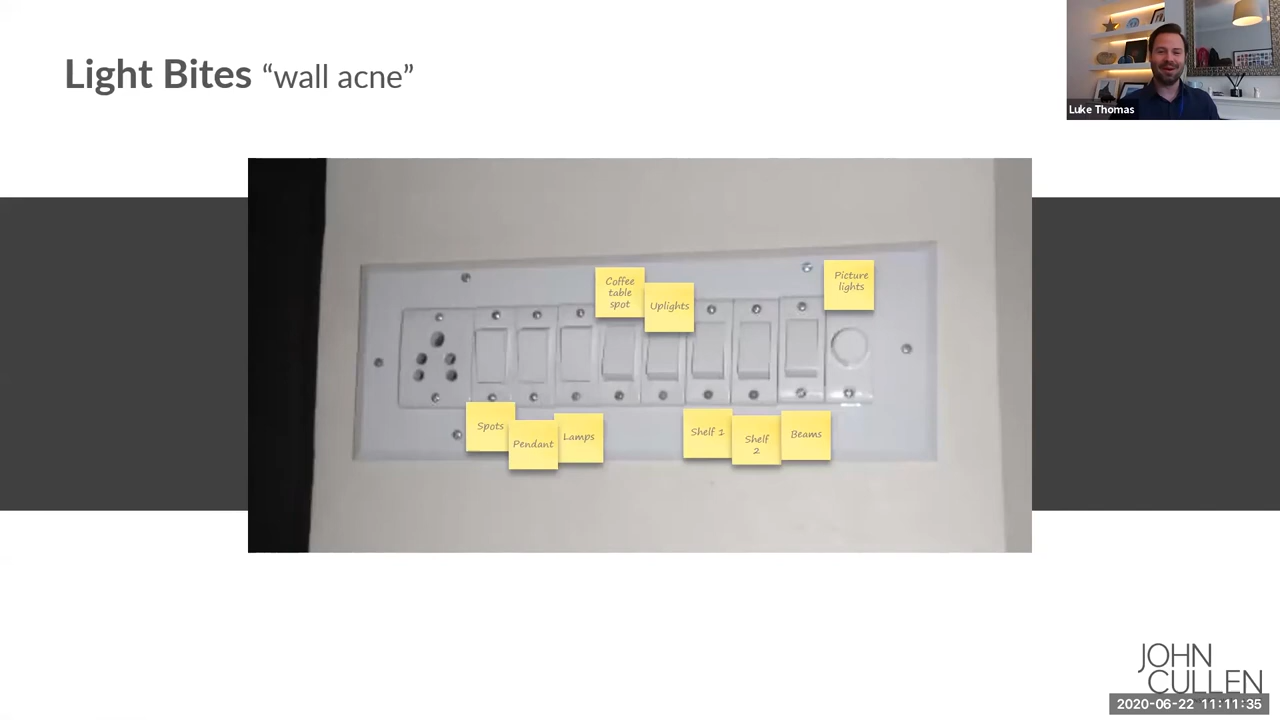 Light Bites “wall acne”
Luke Thomas
Coffee
table
spot
Uplights
Picture
lights
Spots
Pendant
Lamps
Shelf 1
Shelf
2
Beams
JOHN
CULLEN
2020-06-22 11:11:35